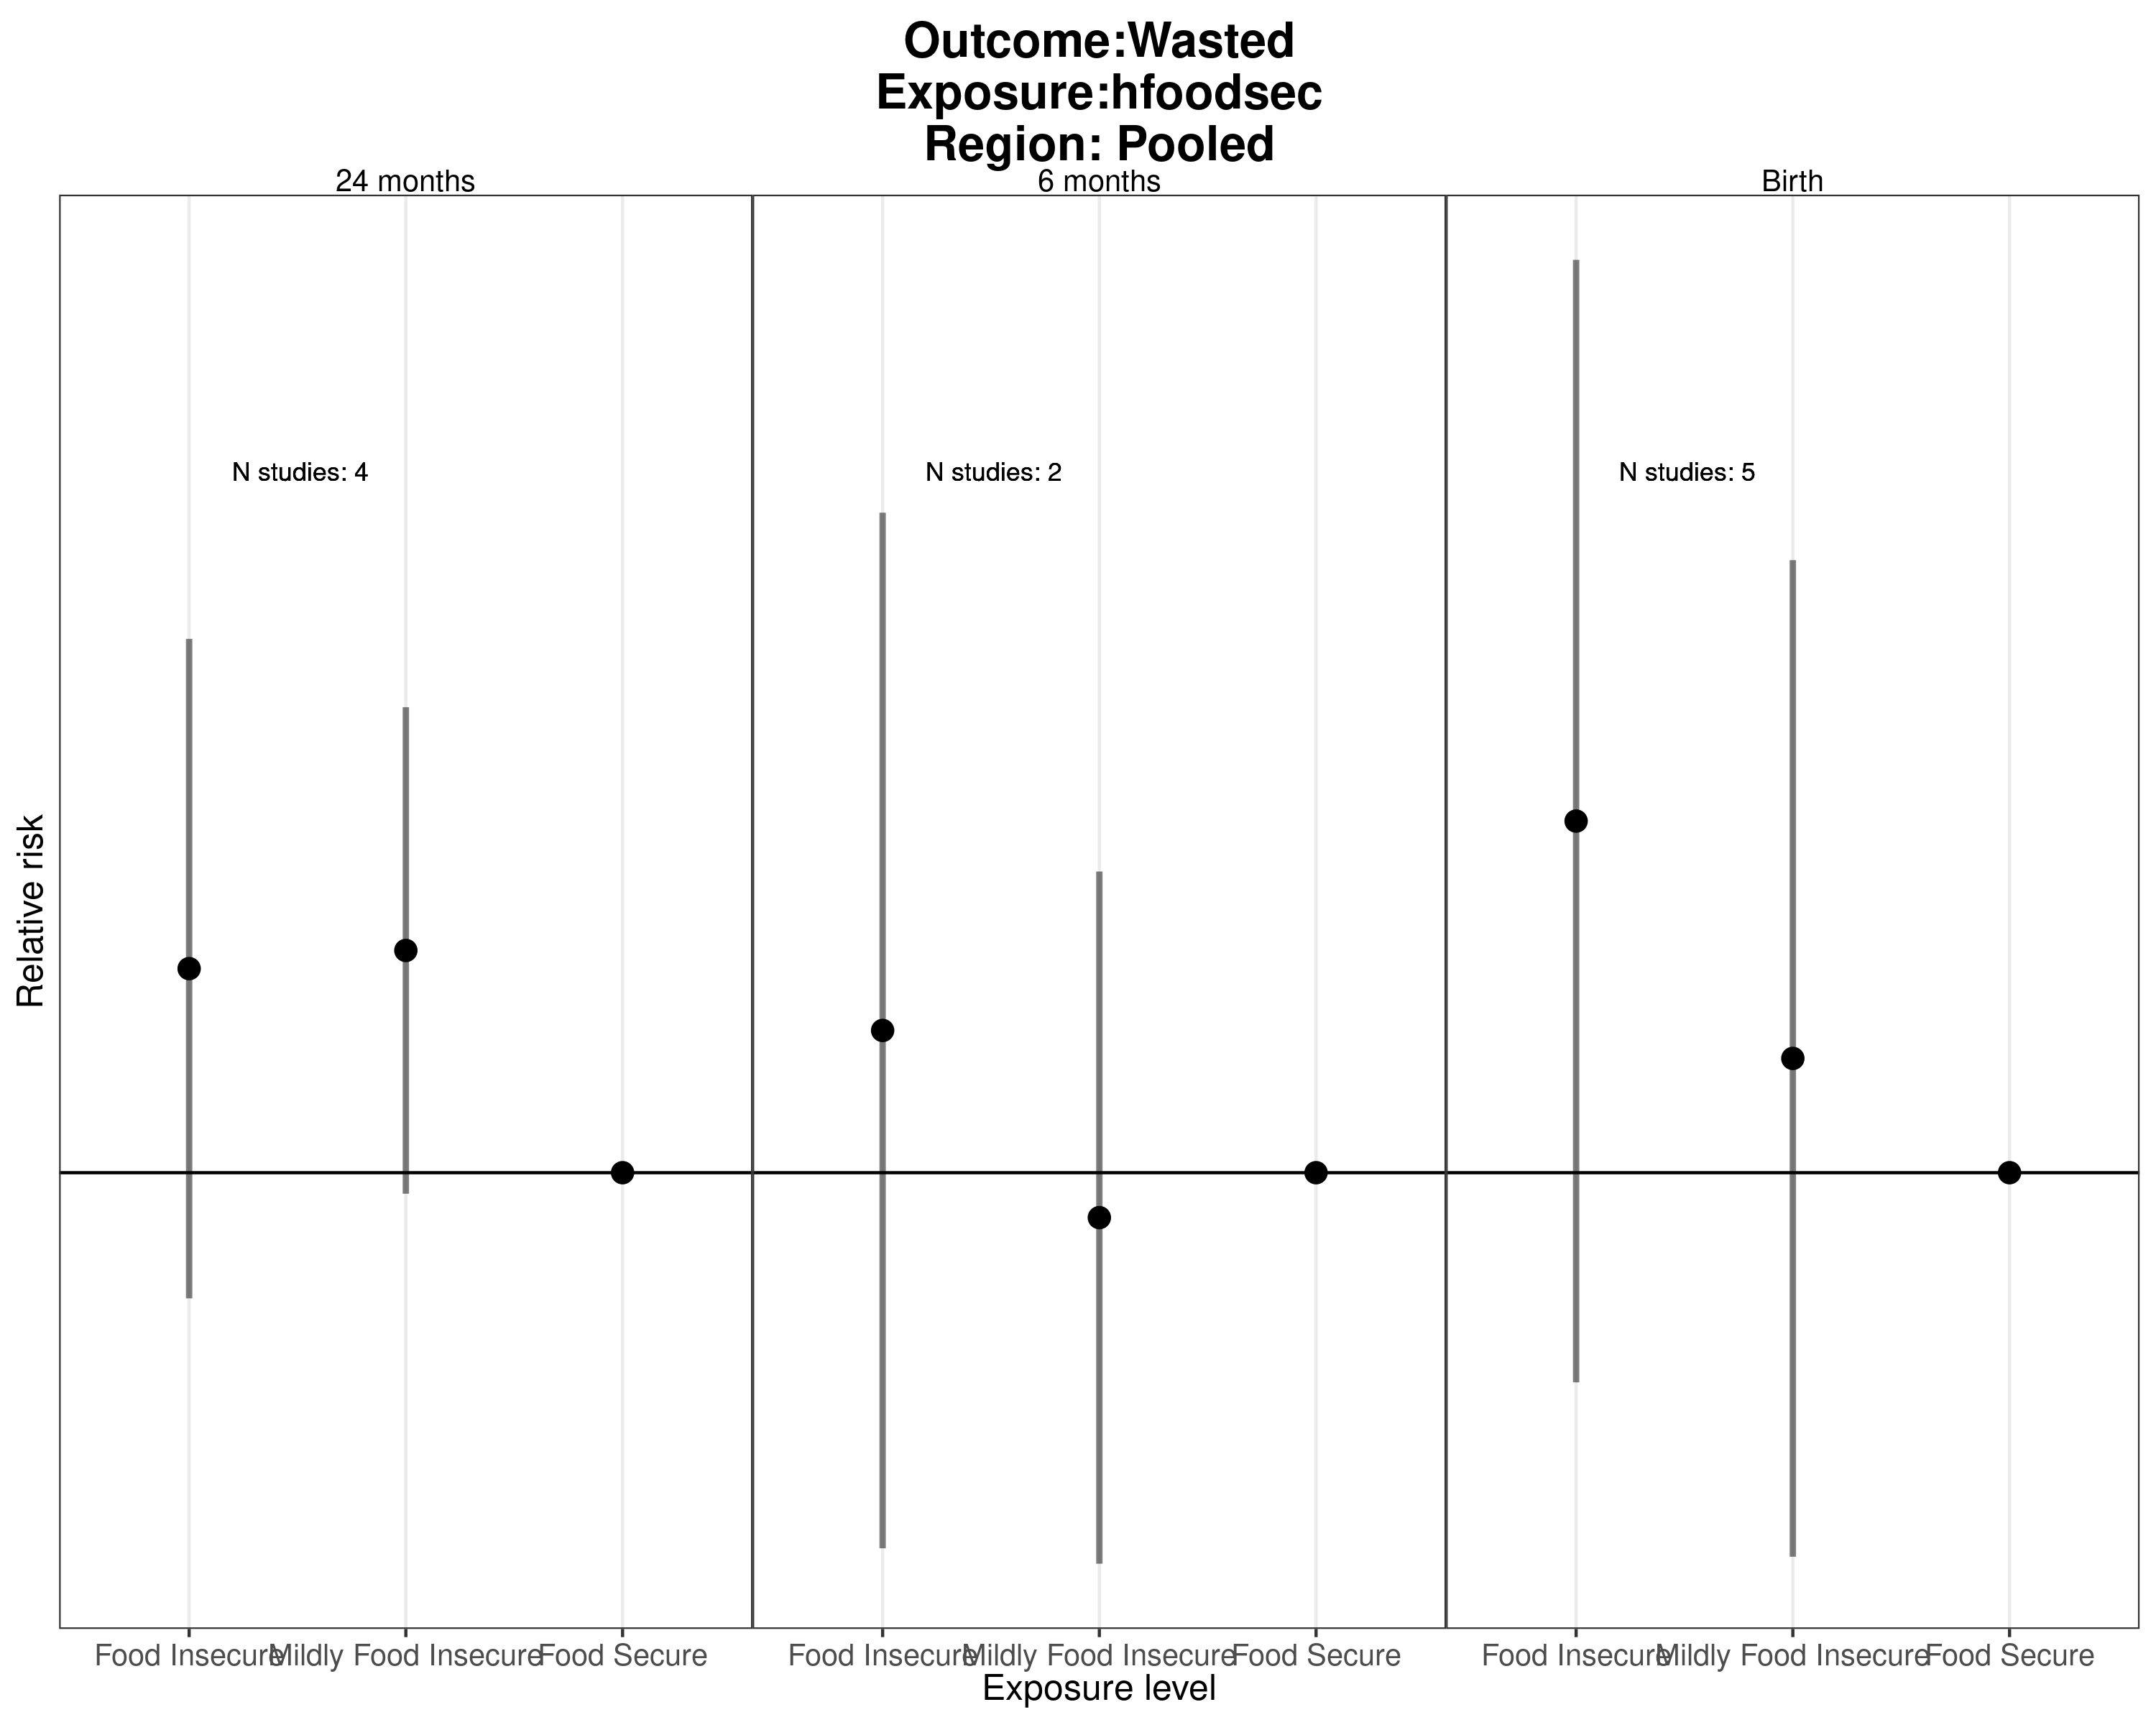 Outcome:Wasted
Exposure:hfoodsec
Region: Pooled
24 months
6 months
Birth
N studies: 4
N studies: 2
N studies: 5
Relative risk
Food Insecure
Mildly Food Insecure
Food Secure
Food Insecure
Mildly Food Insecure
Food Secure
Food Insecure
Mildly Food Insecure
Food Secure
Exposure level